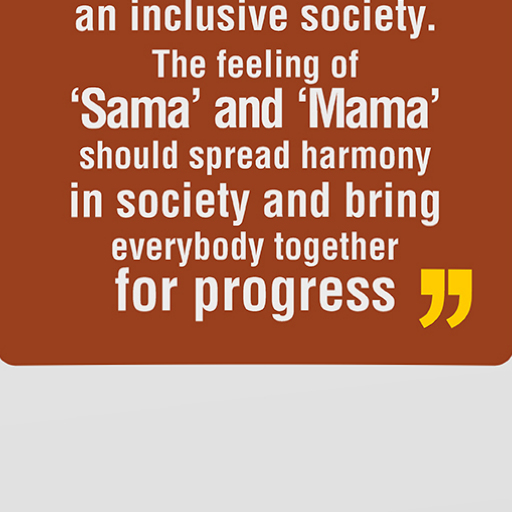 an inclusive society.
The feeling of
‘Sama’ and ‘Mama’
should spread harmony
in society and bring
everybody together
for progress ”